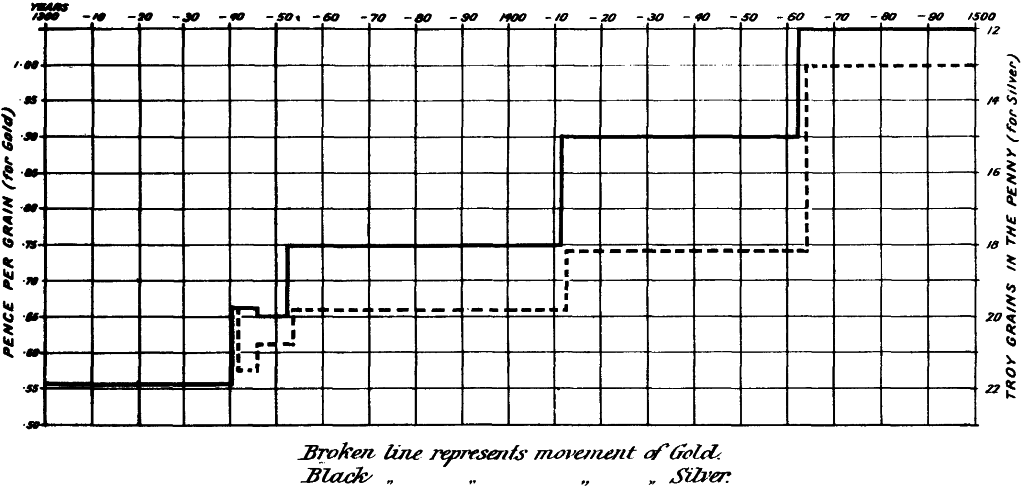 YEARS
1300 -10 -20 -30 -40 -50 -60 -70 -80 -90 1400 -10 -20 -30 -40 -50 -60 -70 -80 -90 1500
PENCE PER GRAIN (for Gold)
1·00
·95
·90
·85
·80
·75
·70
·65
·60
·55
·50
12
14
16
18
20
22
TROY GRAINS IN THE PENNY (for Silver)
Broken line represents movement of Gold.
Black „ „ „ „ Silver.